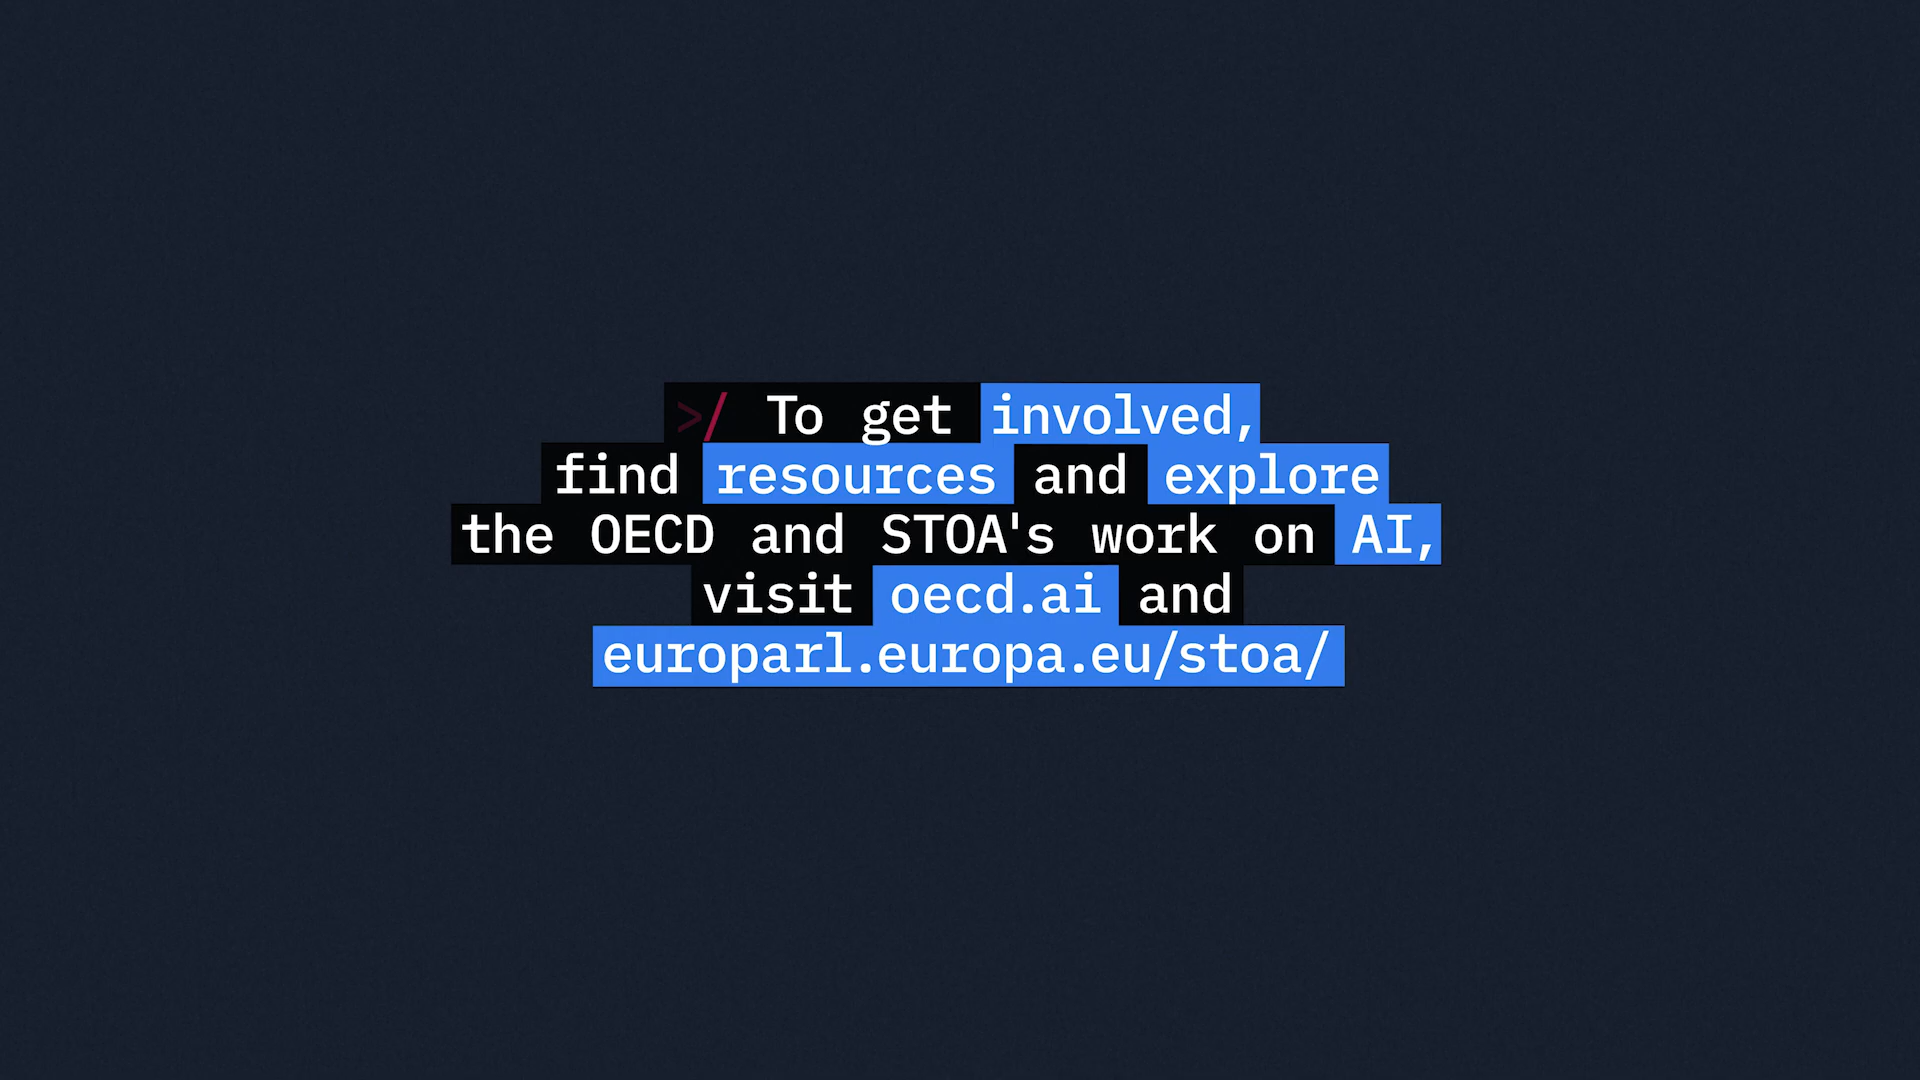 >/ To get involved,
find resources and explore
the OECD and STOA's work on AI,
visit oecd.ai and
europarl.europa.eu/stoa/